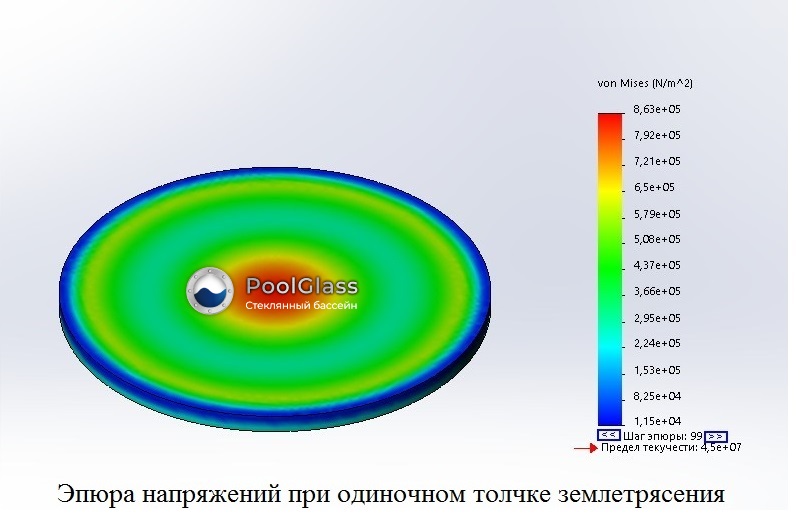 von Mises (N/m^2)
8,63e+05
7,92e+05
7,21e+05
6,5e+05
5,79e+05
5,08e+05
4,37e+05
3,66e+05
2,95e+05
2,24e+05
1,53e+05
8,25e+04
1,15e+04
<< Шаг эпюры: 99 >>
Предел текучести: 4,5e+07
PoolGlass
Стеклянный бассейн
Эпюра напряжений при одиночном толчке землетрясения